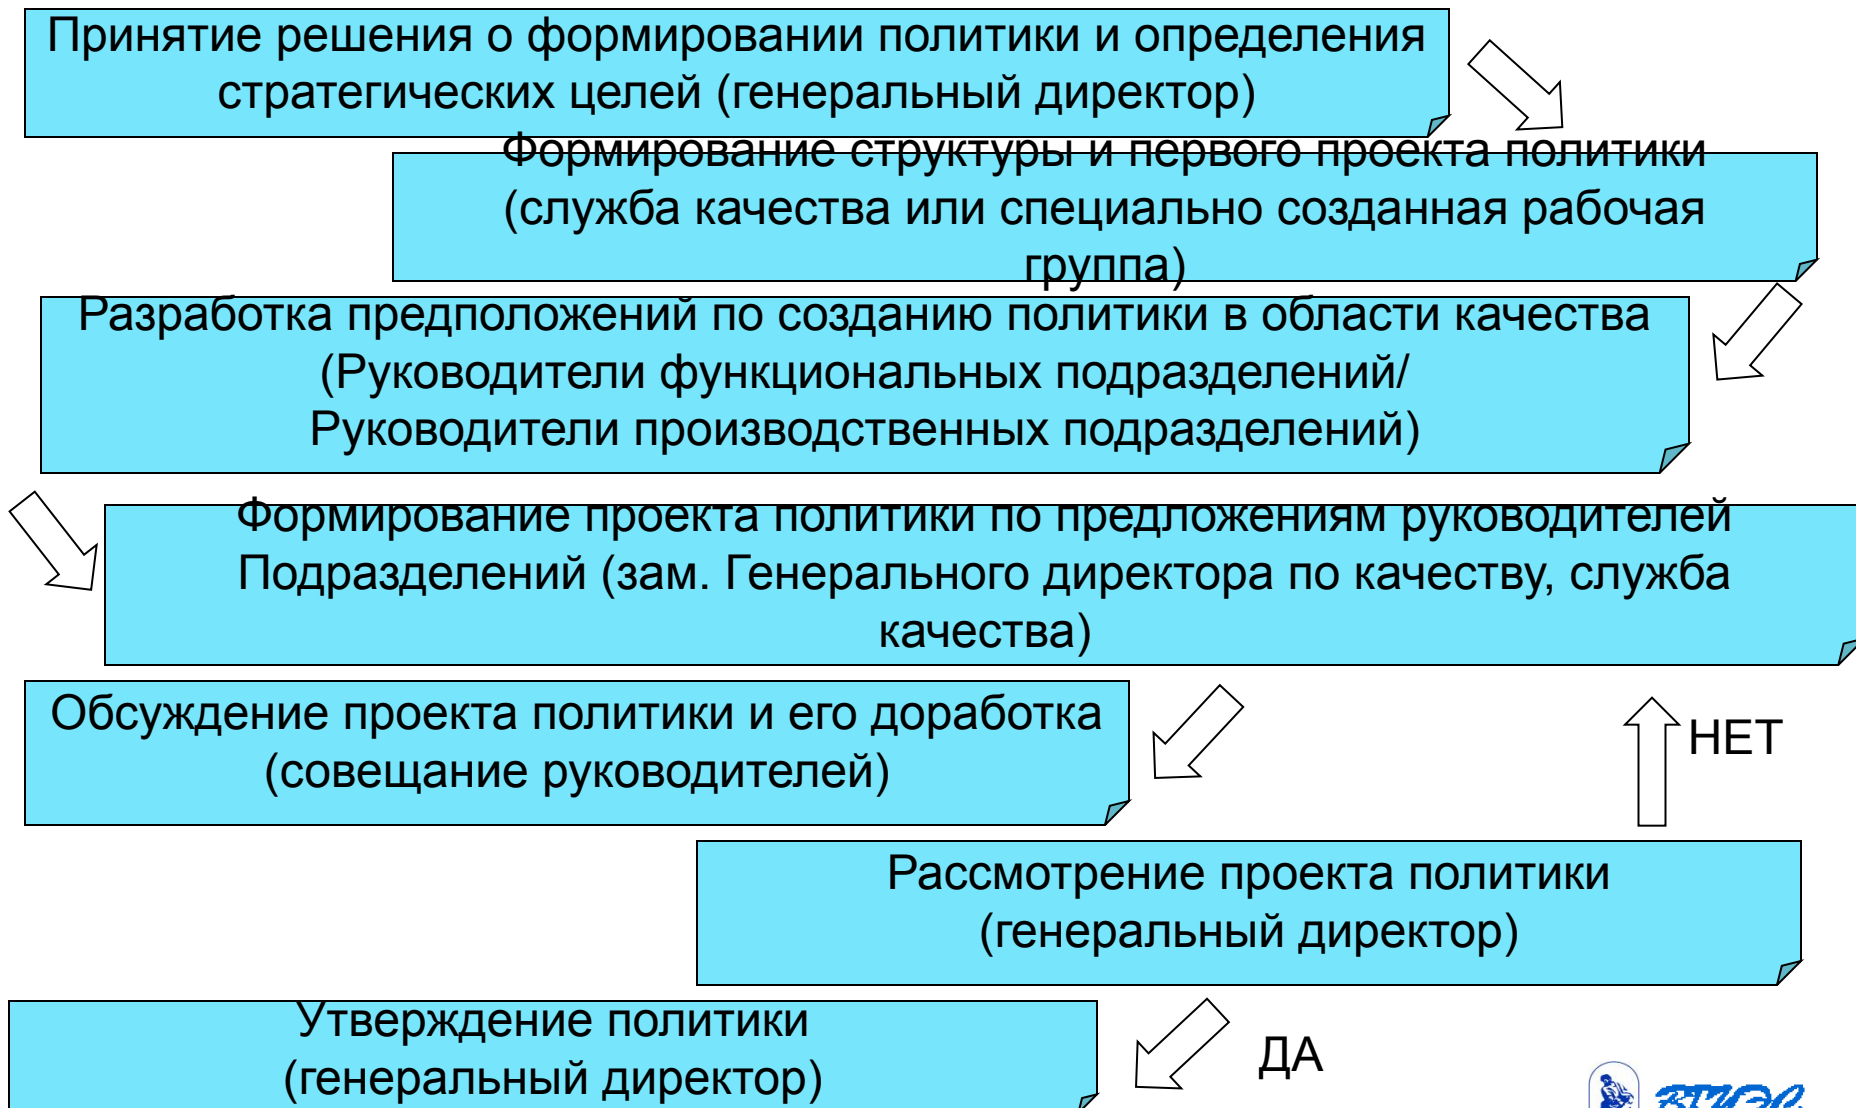 Принятие решения о формировании политики и определения
стратегических целей (генеральный директор)
Формирование структуры и первого проекта политики
(служба качества или специально созданная рабочая
группа)
Разработка предположений по созданию политики в области качества
(Руководители функциональных подразделений/
Руководители производственных подразделений)
Формирование проекта политики по предложениям руководителей
Подразделений (зам. Генерального директора по качеству, служба
качества)
Обсуждение проекта политики и его доработка
(совещание руководителей)
НЕТ
Рассмотрение проекта политики
(генеральный директор)
Утверждение политики
(генеральный директор)
ДА
ВГУЭС